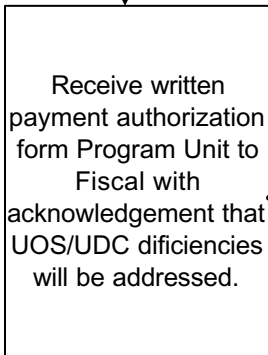 Receive written
payment authorization
form Program Unit to
Fiscal with
acknowledgement that
UOS/UDC dificiencies
will be addressed.